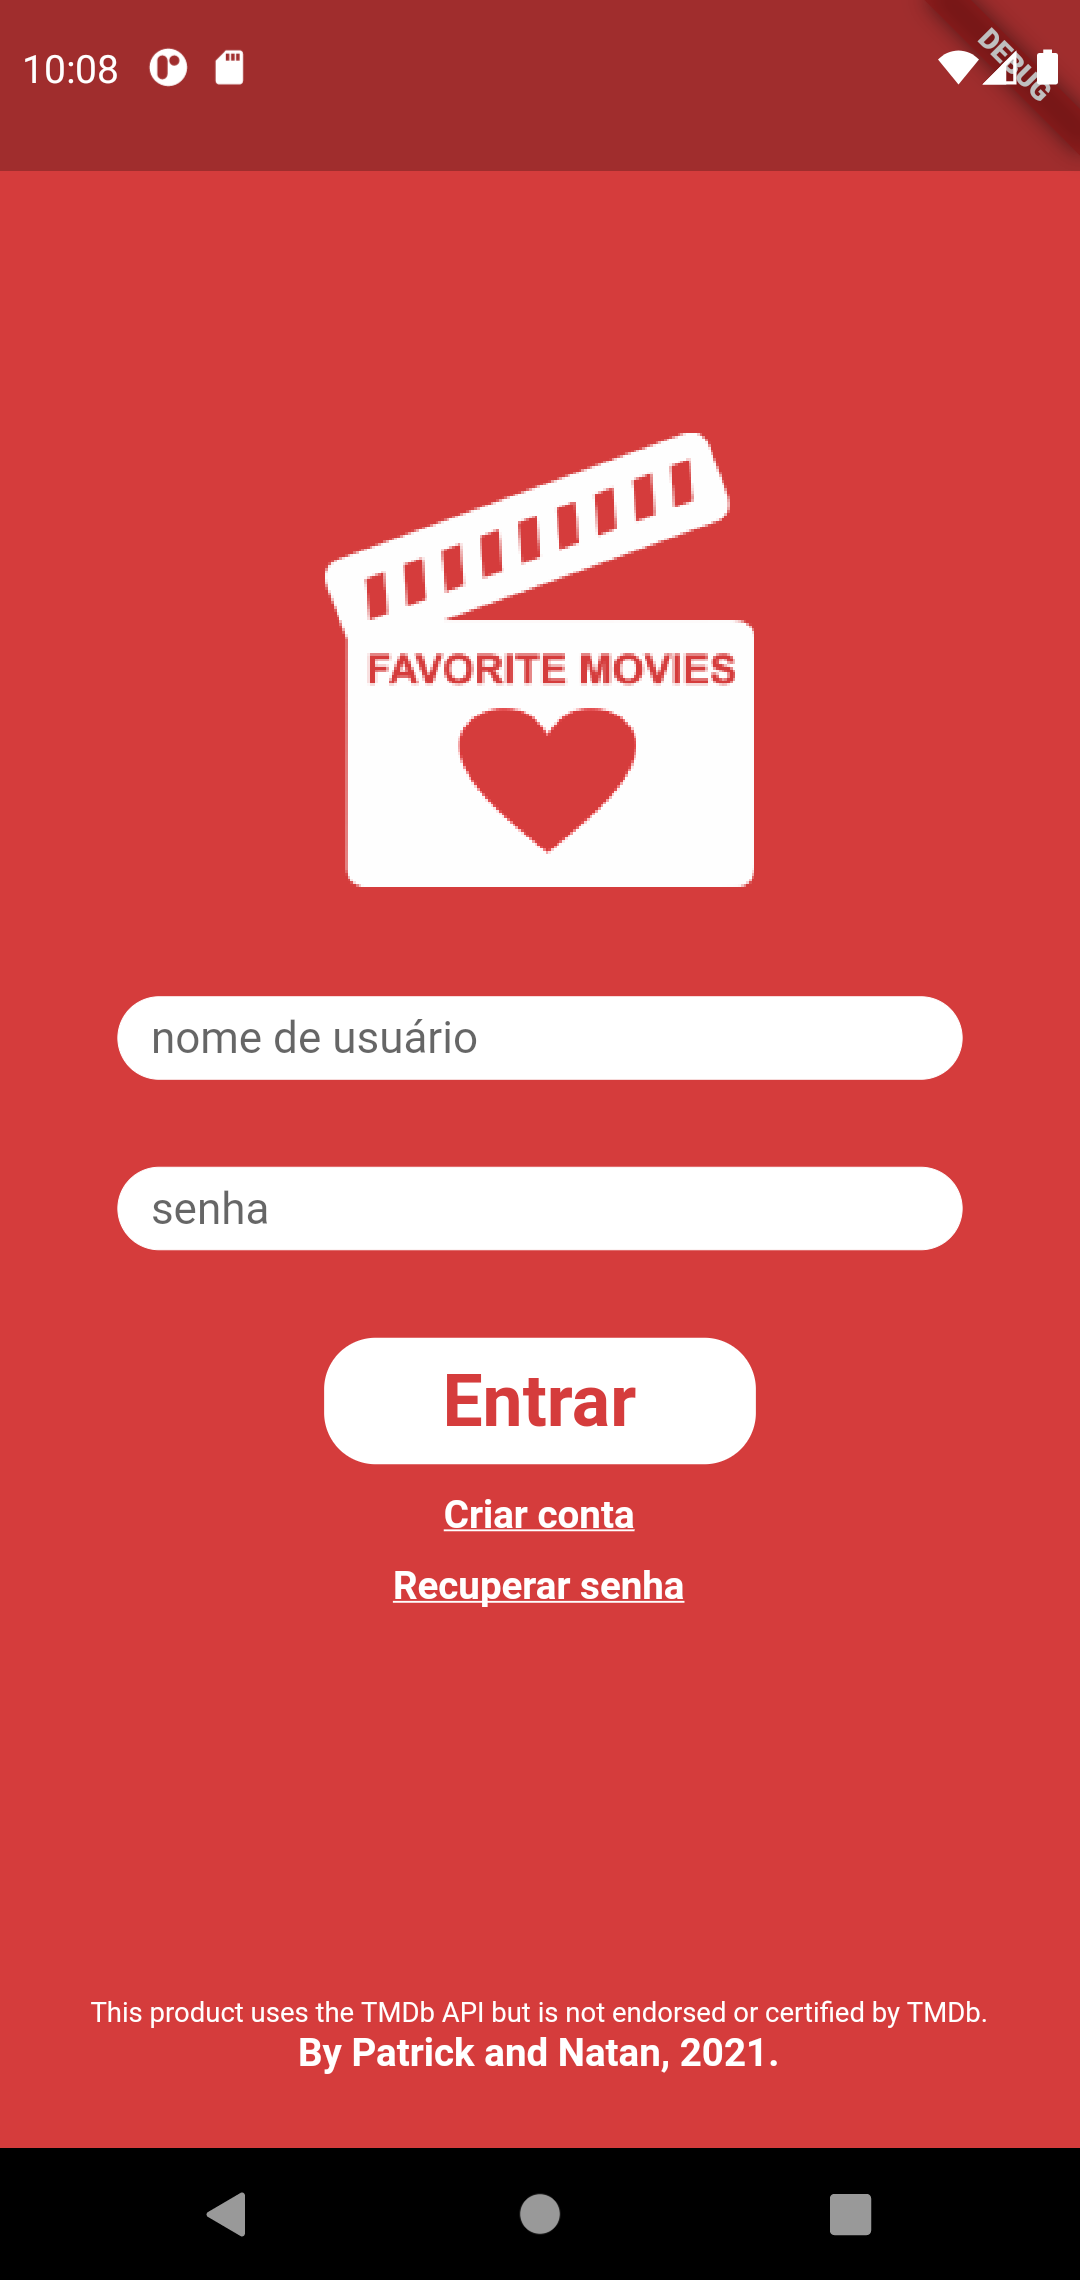 10:08
DEBUG
FAVORITE MOVIES
nome de usuário
senha
Entrar
Criar conta
Recuperar senha
This product uses the TMDb API but is not endorsed or certified by TMDb.
By Patrick and Natan, 2021.